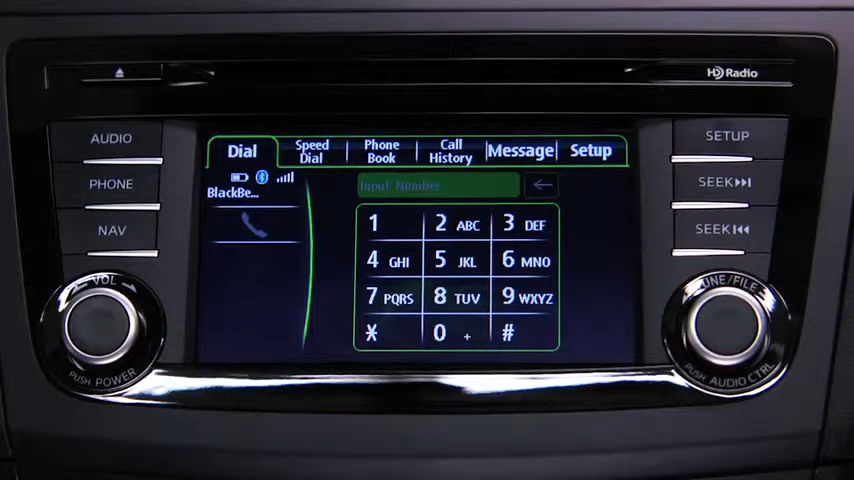 HD Radio
AUDIO
PHONE
NAV
VOL
PUSH POWER
Dial
Speed Dial
Phone Book
Call History
Message
Setup
BlackBe...
Input Number
1
2 ABC
3 DEF
4 GHI
5 JKL
6 MNO
7 PQRS
8 TUV
9 WXYZ
*
0 +
#
SETUP
SEEK
SEEK
TUNE/FILE
PUSH AUDIO CTRL